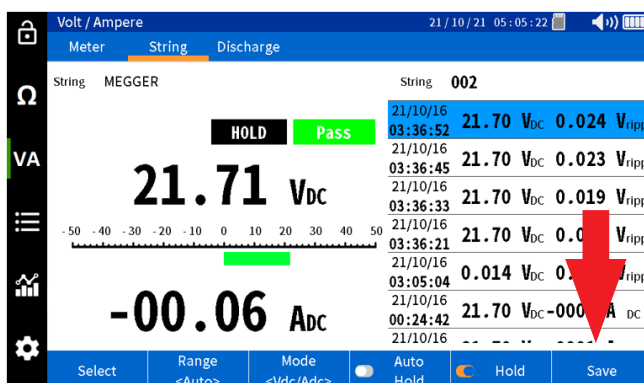 Volt / Ampere 21/10/21 05:05:22
Meter String Discharge
String MEGGER
String 002
Ω
VA
HOLD Pass
21.71 VDC
-50 -40 -30 -20 -10 0 10 20 30 40 50
-00.06 ADC
21/10/16
03:36:52 21.70 VDC 0.024 Vripp
21/10/16
03:36:45 21.70 VDC 0.023 Vripp
21/10/16
03:36:33 21.70 VDC 0.019 Vripp
21/10/16
03:36:21 21.70 VDC
21/10/16
03:05:04 0.014 VDC
21/10/16
00:24:42 21.70 VDC -000 A DC
21/10/16
Select
Range
<Auto>
Mode
<Vdc/Adc>
Auto
Hold
Hold
Save